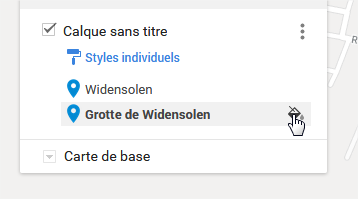 Calque sans titre
Styles individuels
Widensolen
Grotte de Widensolen
Carte de base